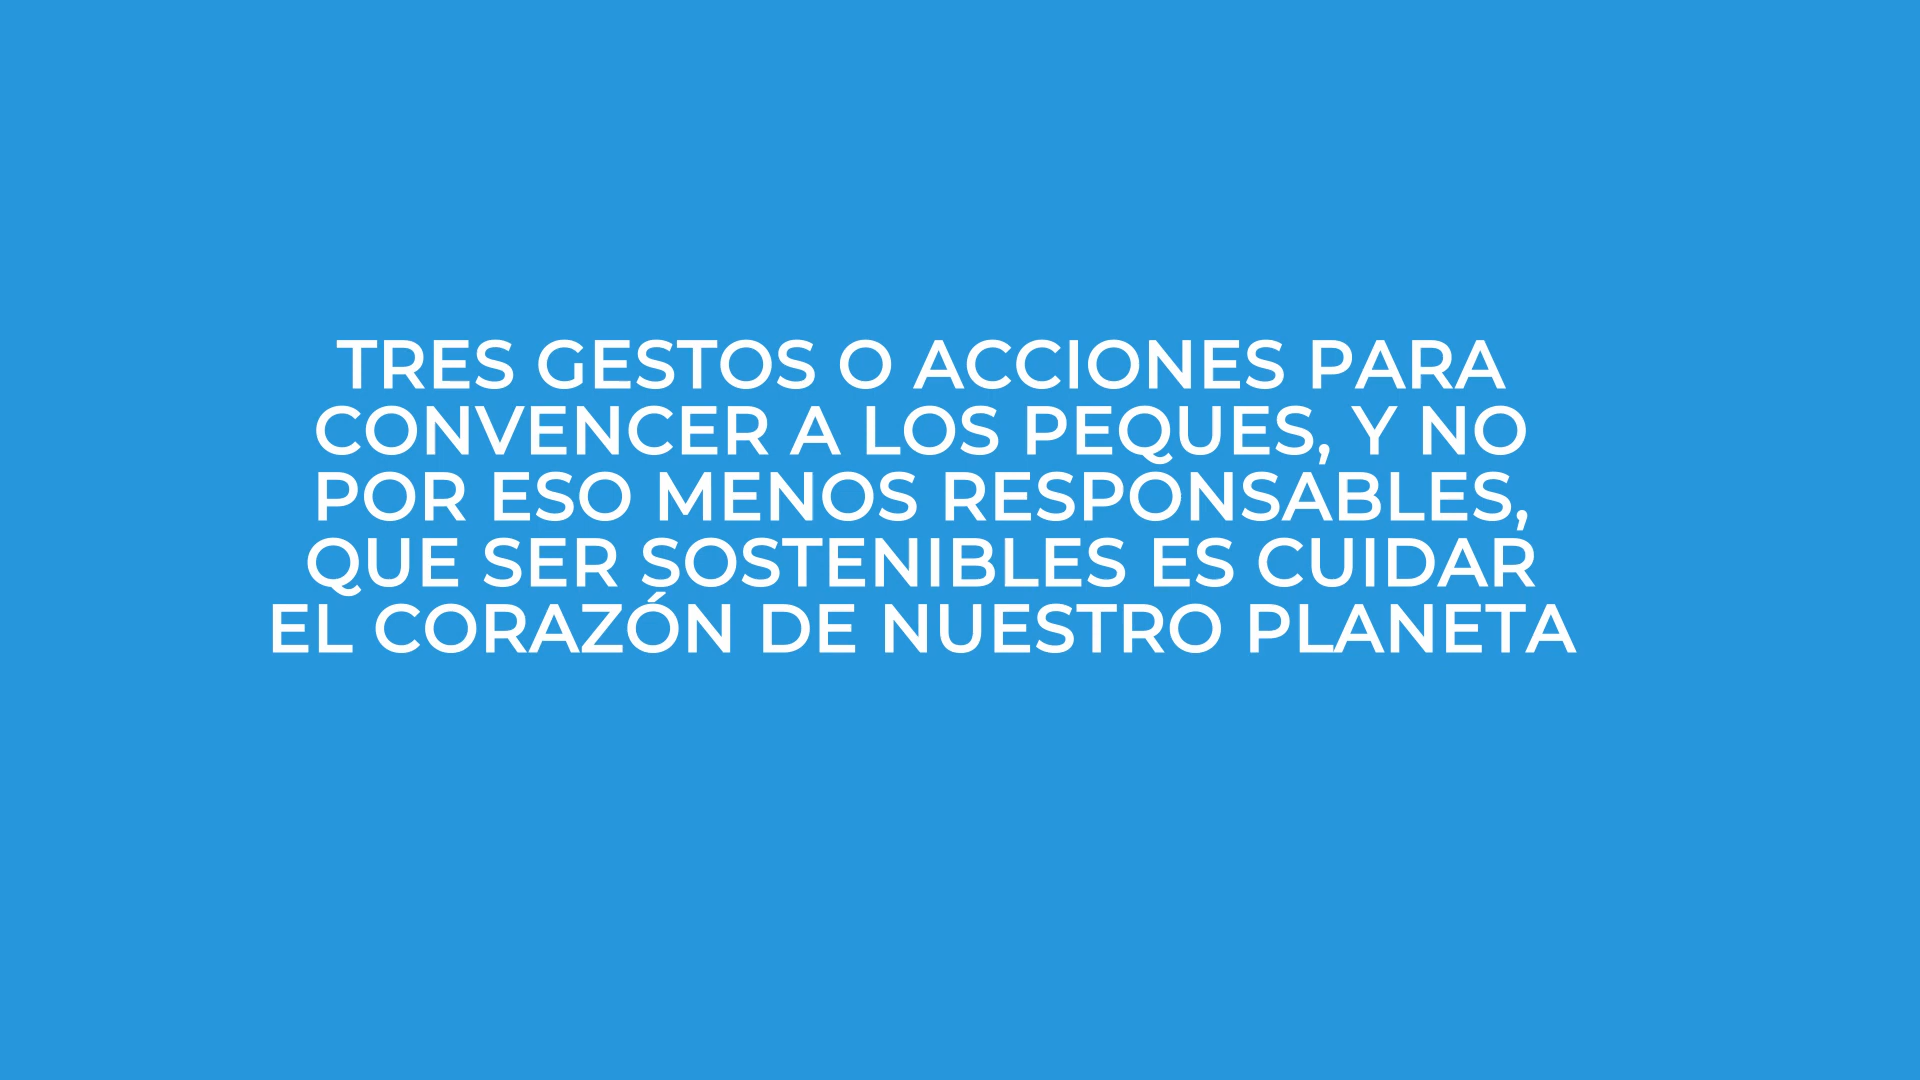 TRES GESTOS O ACCIONES PARA
CONVENCER A LOS PEQUES, Y NO
POR ESO MENOS RESPONSABLES,
QUE SER SOSTENIBLES ES CUIDAR
EL CORAZÓN DE NUESTRO PLANETA